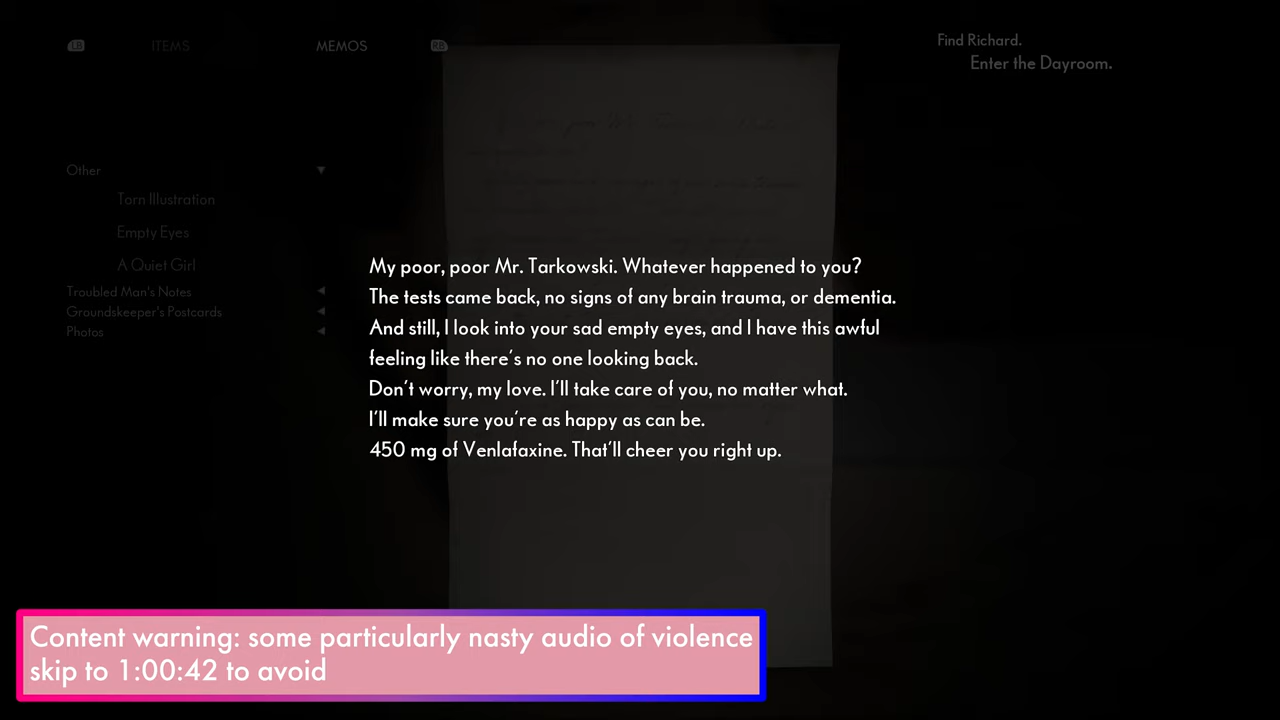 LB ITEMS MEMOS RB
Find Richard.
Enter the Dayroom.
Other ▼
Torn Illustration
Empty Eyes
A Quiet Girl
Troubled Man's Notes ◀
Groundskeeper's Postcards ◀
Photos ◀
My poor, poor Mr. Tarkowski. Whatever happened to you?
The tests came back, no signs of any brain trauma, or dementia.
And still, I look into your sad empty eyes, and I have this awful
feeling like there's no one looking back.
Don't worry, my love. I'll take care of you, no matter what.
I'll make sure you're as happy as can be.
450 mg of Venlafaxine. That'll cheer you right up.
Content warning: some particularly nasty audio of violence
skip to 1:00:42 to avoid